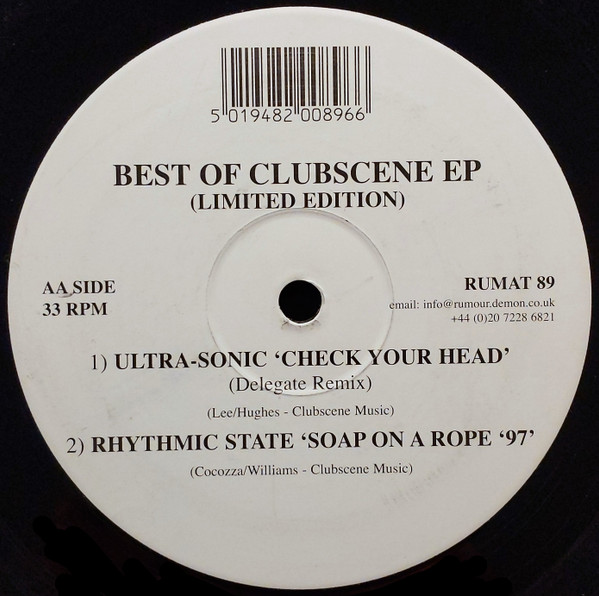 5 019482 008966
BEST OF CLUBSCENE EP
(LIMITED EDITION)
AA SIDE
33 RPM
RUMAT 89
email: info@rumour.demon.co.uk
+44 (0)20 7228 6821
1) ULTRA-SONIC ‘CHECK YOUR HEAD’
(Delegate Remix)
(Lee/Hughes - Clubscene Music)
2) RHYTHMIC STATE ‘SOAP ON A ROPE ‘97’
(Cocozza/Williams - Clubscene Music)